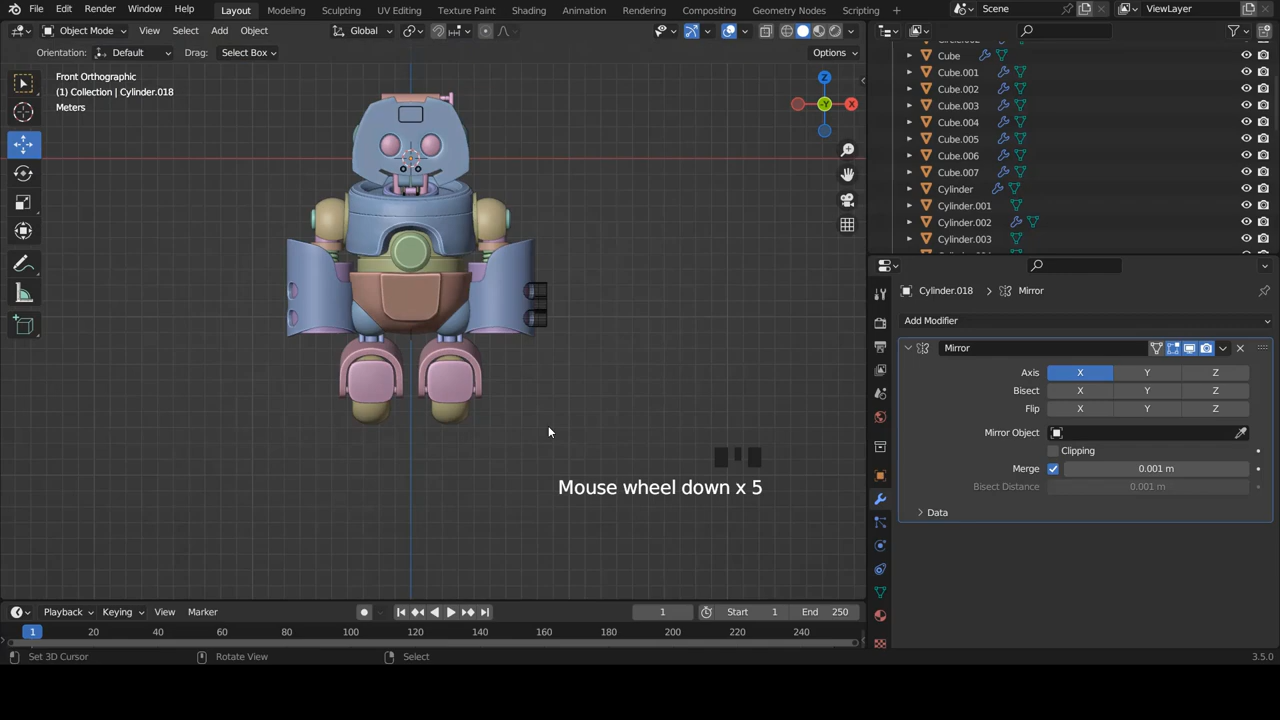 File Edit Render Window Help Layout Modeling Sculpting UV Editing Texture Paint Shading Animation Rendering Compositing Geometry Nodes Scripting + Scene ViewLayer
Object Mode View Select Add Object Global
Orientation: Default Drag: Select Box Options
Front Orthographic
(1) Collection | Cylinder.018
Meters
Z
Y
X
Cube
Cube.001
Cube.002
Cube.003
Cube.004
Cube.005
Cube.006
Cube.007
Cylinder
Cylinder.001
Cylinder.002
Cylinder.003
Cylinder.018 > Mirror
Add Modifier
Mirror
Axis X Y Z
Bisect X Y Z
Flip X Y Z
Mirror Object
Clipping
Merge 0.001 m
Bisect Distance 0.001 m
Data
Mouse wheel down x 5
Playback Keying View Marker 1 Start 1 End 250
1 20 40 60 80 100 120 140 160 180 200 220 240
Set 3D Cursor Rotate View Select 3.5.0